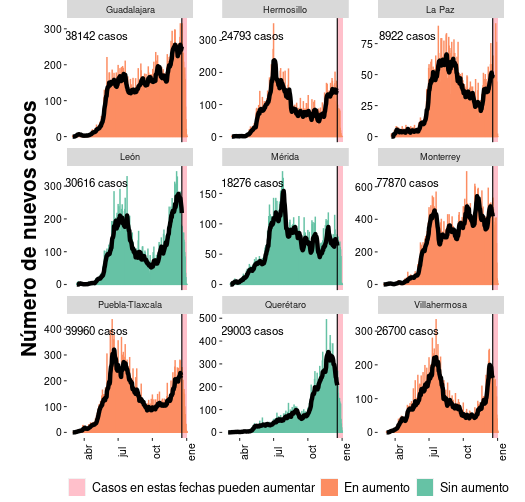 Número de nuevos casos
Guadalajara
38142 casos
300
200
100
0
Hermosillo
24793 casos
300
200
100
0
La Paz
8922 casos
75
50
25
0
León
30616 casos
300
200
100
0
Mérida
18276 casos
150
100
50
0
Monterrey
77870 casos
600
400
200
0
Puebla-Tlaxcala
39960 casos
400
300
200
100
0
Querétaro
29003 casos
500
400
300
200
100
0
Villahermosa
26700 casos
300
200
100
0
abr jul oct ene
abr jul oct ene
abr jul oct ene
Casos en estas fechas pueden aumentar En aumento Sin aumento